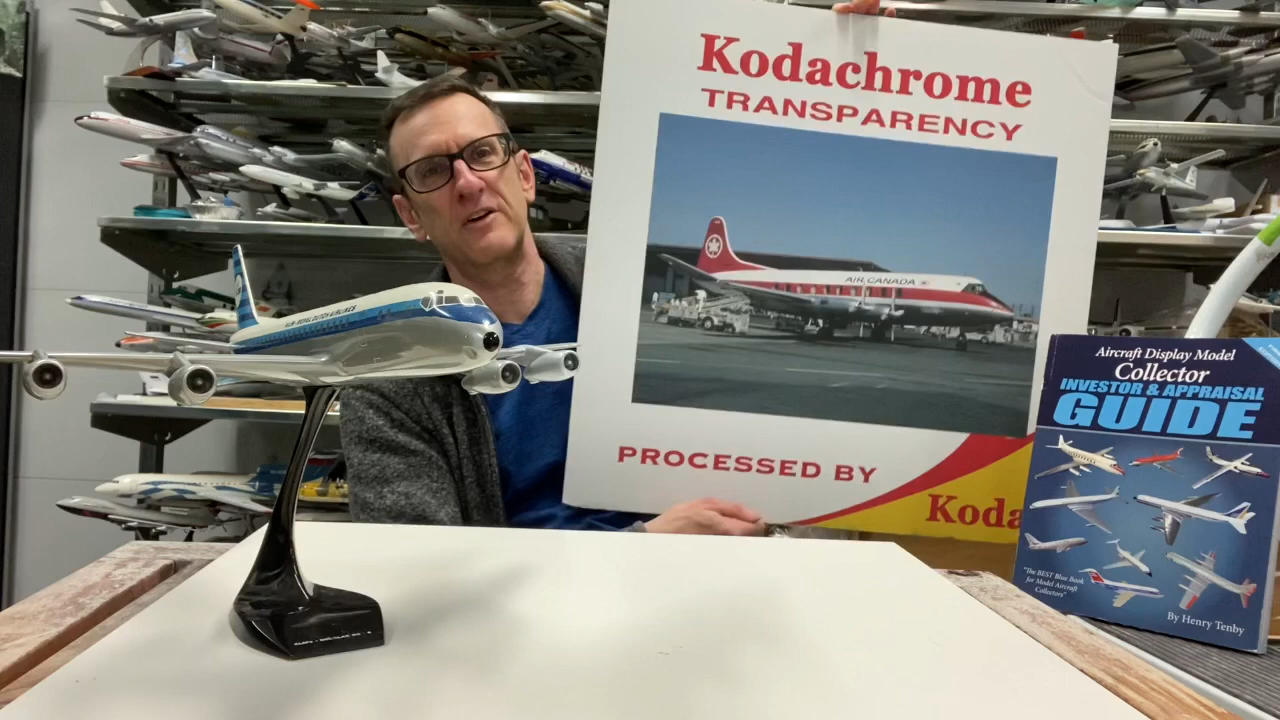 Kodachrome
TRANSPARENCY
AIR CANADA
PROCESSED BY
Koda
Aircraft Display Model
Collector
INVESTOR & APPRAISAL
GUIDE
"The BEST Blue Book
for Model Aircraft
Collectors"
By Henry Tenby
KLM - ROYAL DUTCH AIRLINES